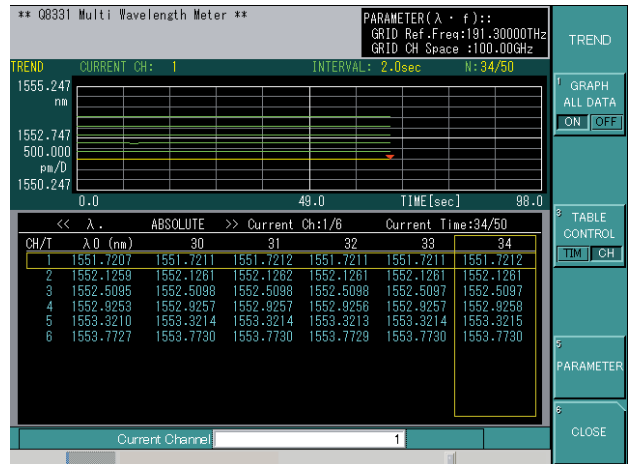 ** Q8331 Multi Wavelength Meter **
PARAMETER(λ · f)::
GRID Ref.Freq:191.30000THz
GRID CH Space :100.00GHz
TREND
TREND CURRENT CH: 1 INTERVAL: 2.0sec N:34/50
1555.247
nm
1552.747
500.000
pm/D
1550.247
0.0 49.0 TIME[sec] 98.0
1 GRAPH
ALL DATA
ON OFF
<< λ. ABSOLUTE >> Current Ch:1/6 Current Time:34/50
CH/T λ0 (nm) 30 31 32 33 34
1 1551.7207 1551.7211 1551.7212 1551.7211 1551.7211 1551.7212
2 1552.1259 1552.1261 1552.1262 1552.1261 1552.1261 1552.1261
3 1552.5095 1552.5098 1552.5098 1552.5098 1552.5097 1552.5097
4 1552.9253 1552.9257 1552.9257 1552.9256 1552.9257 1552.9258
5 1553.3210 1553.3214 1553.3214 1553.3213 1553.3214 1553.3215
6 1553.7727 1553.7730 1553.7730 1553.7729 1553.7730 1553.7730
3 TABLE
CONTROL
TIM CH
5
PARAMETER
6
CLOSE
Current Channel 1